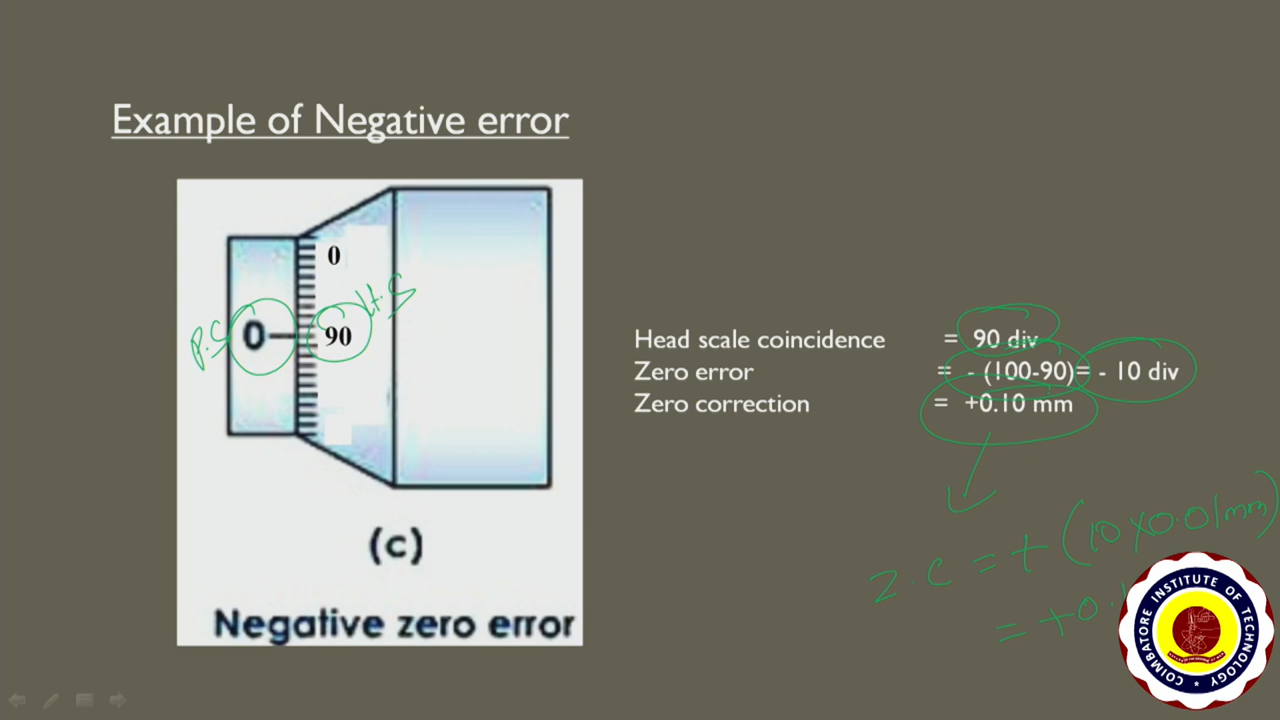 Example of Negative error
0
P.S
0
90
H.S
(c)
Negative zero error
Head scale coincidence = 90 div
Zero error = - (100-90)= - 10 div
Zero correction = +0.10 mm
Z.C = + (10 X 0.01mm)
= +0.
COIMBATORE INSTITUTE OF TECHNOLOGY